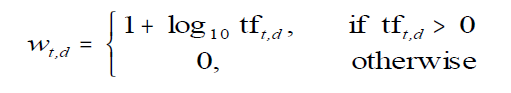 w_{t,d} = { 1 + log_{10} tf_{t,d}, if tf_{t,d} > 0
0, otherwise